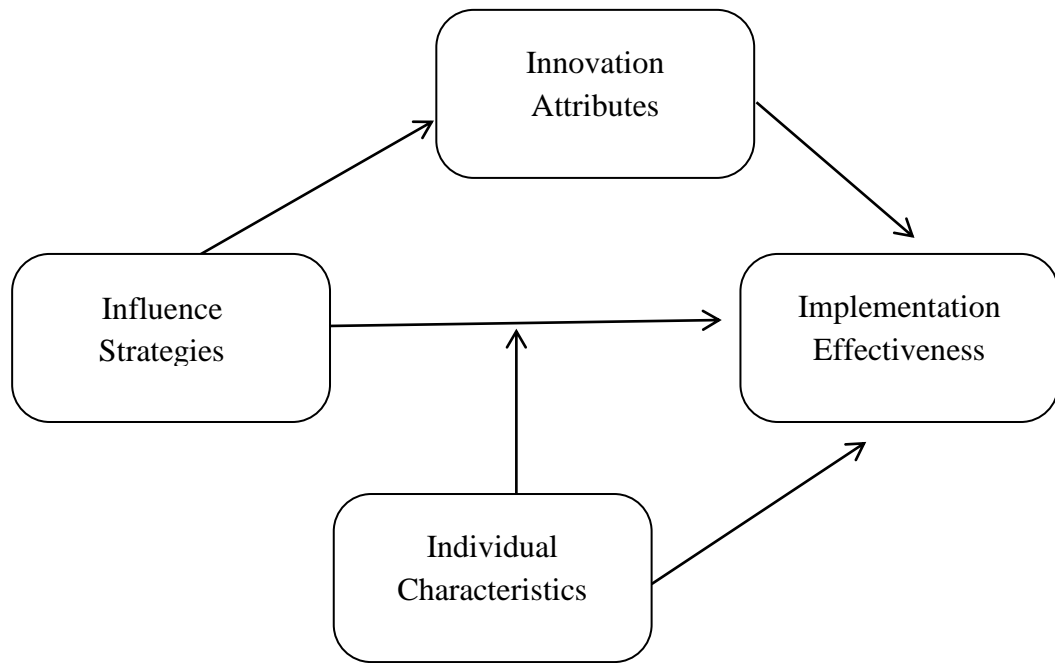 Innovation
Attributes
Influence
Strategies
Implementation
Effectiveness
Individual
Characteristics